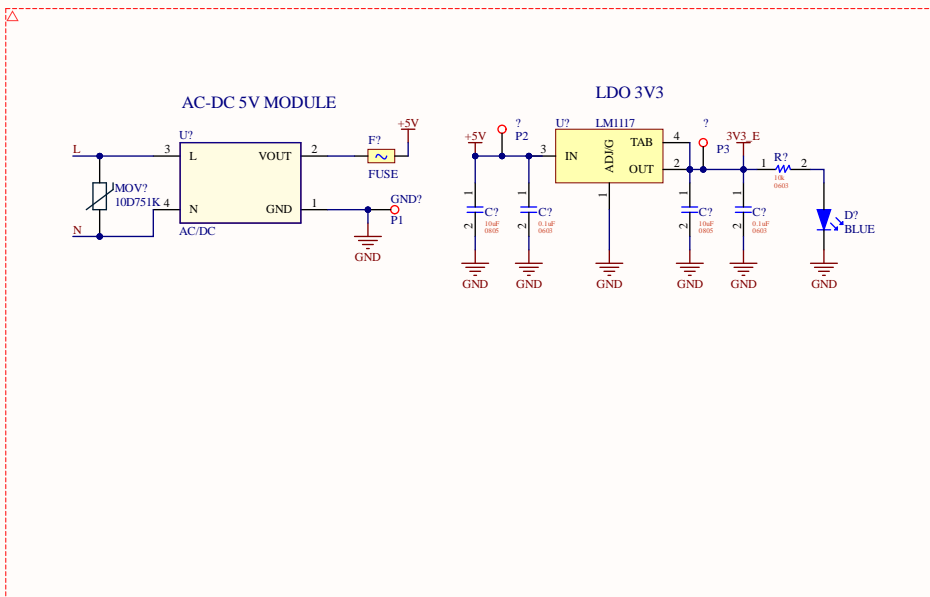 AC-DC 5V MODULE
U?
L
3
L
VOUT
2
F?
FUSE
+5V
MOV?
10D751K
N
4
N
GND
1
AC/DC
GND?
P1
GND
LDO 3V3
+5V
?
P2
U?
LM1117
3
IN
ADJ/G
TAB
4
OUT
2
1
?
P3
3V3_E
1
R?
2
10k
0603
1
C?
2
10uF
0805
1
C?
2
0.1uF
0603
1
C?
2
10uF
0805
1
C?
2
0.1uF
0603
D?
BLUE
GND
GND
GND
GND
GND
GND